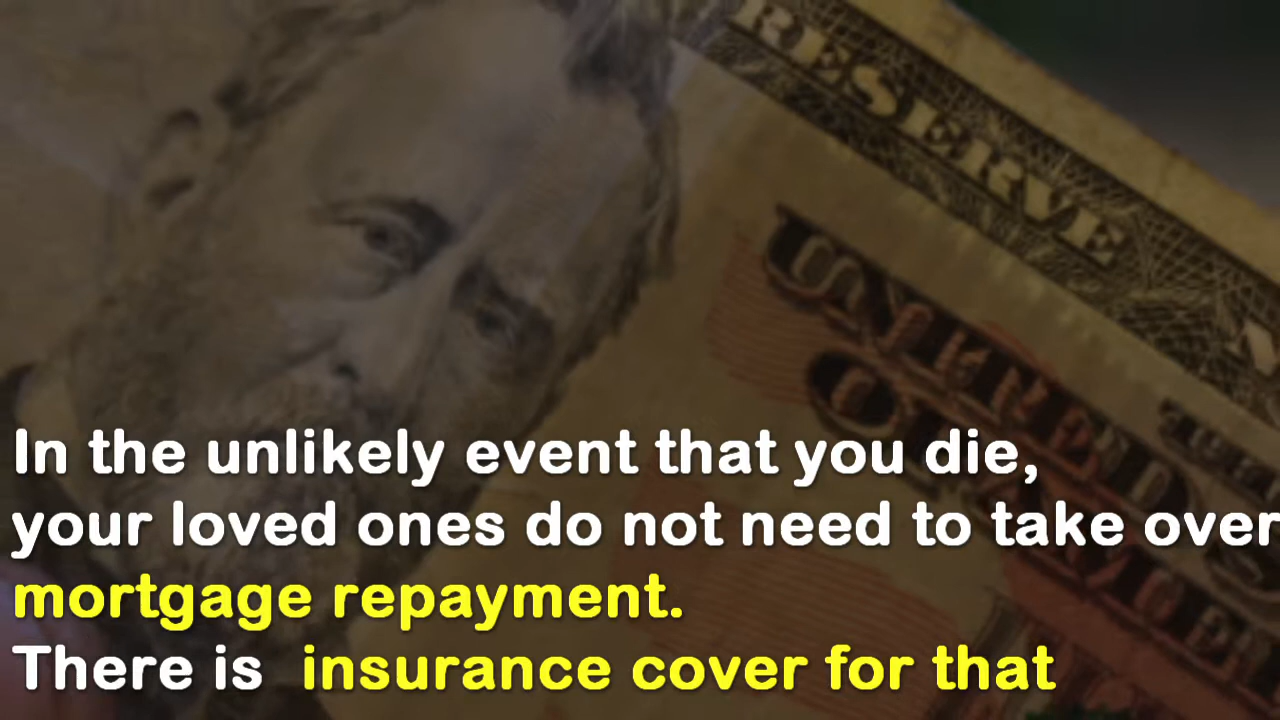 RESERVE
UNITED
In the unlikely event that you die,
your loved ones do not need to take over
mortgage repayment.
There is  insurance cover for that